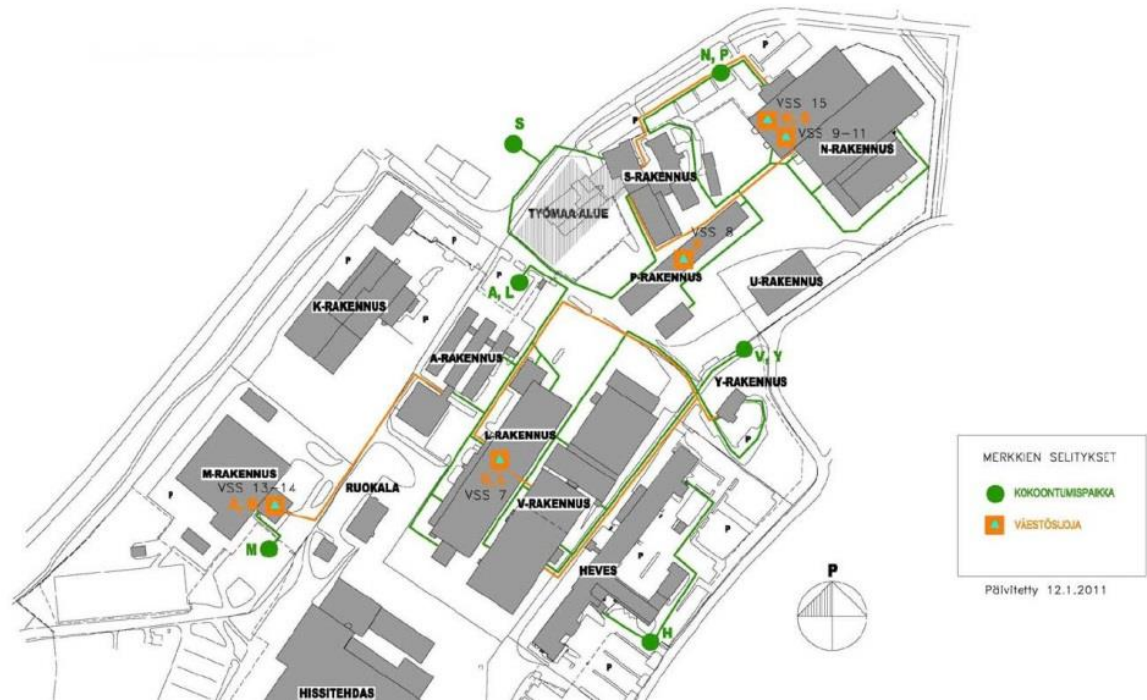 P
N, P
VSS 15
VSS 9-11
N-RAKENNUS
S
P
S-RAKENNUS
TYÖMAA-ALUE
VSS 8
P-RAKENNUS
U-RAKENNUS
P
P
P
A, L
K-RAKENNUS
P
A-RAKENNUS
V, Y
Y-RAKENNUS
P
L-RAKENNUS
VSS 7
V-RAKENNUS
M-RAKENNUS
VSS 13-14
P
RUOKALA
M
HEVES
P
P
H
P
HISSITEHDAS
P
MERKKIEN SELITYKSET
KOKOONTUMISPAIKKA
VÄESTÖSUOJA
Päivitetty 12.1.2011